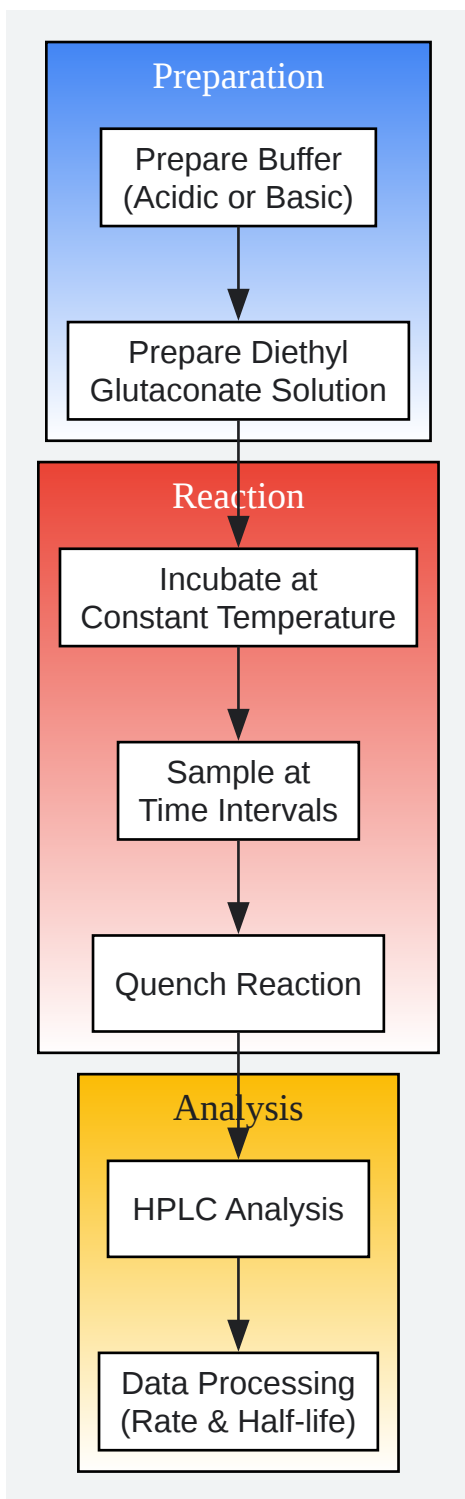 Preparation
Prepare Buffer
(Acidic or Basic)
Prepare Diethyl
Glutaconate Solution
Reaction
Incubate at
Constant Temperature
Sample at
Time Intervals
Quench Reaction
Analysis
HPLC Analysis
Data Processing
(Rate & Half-life)